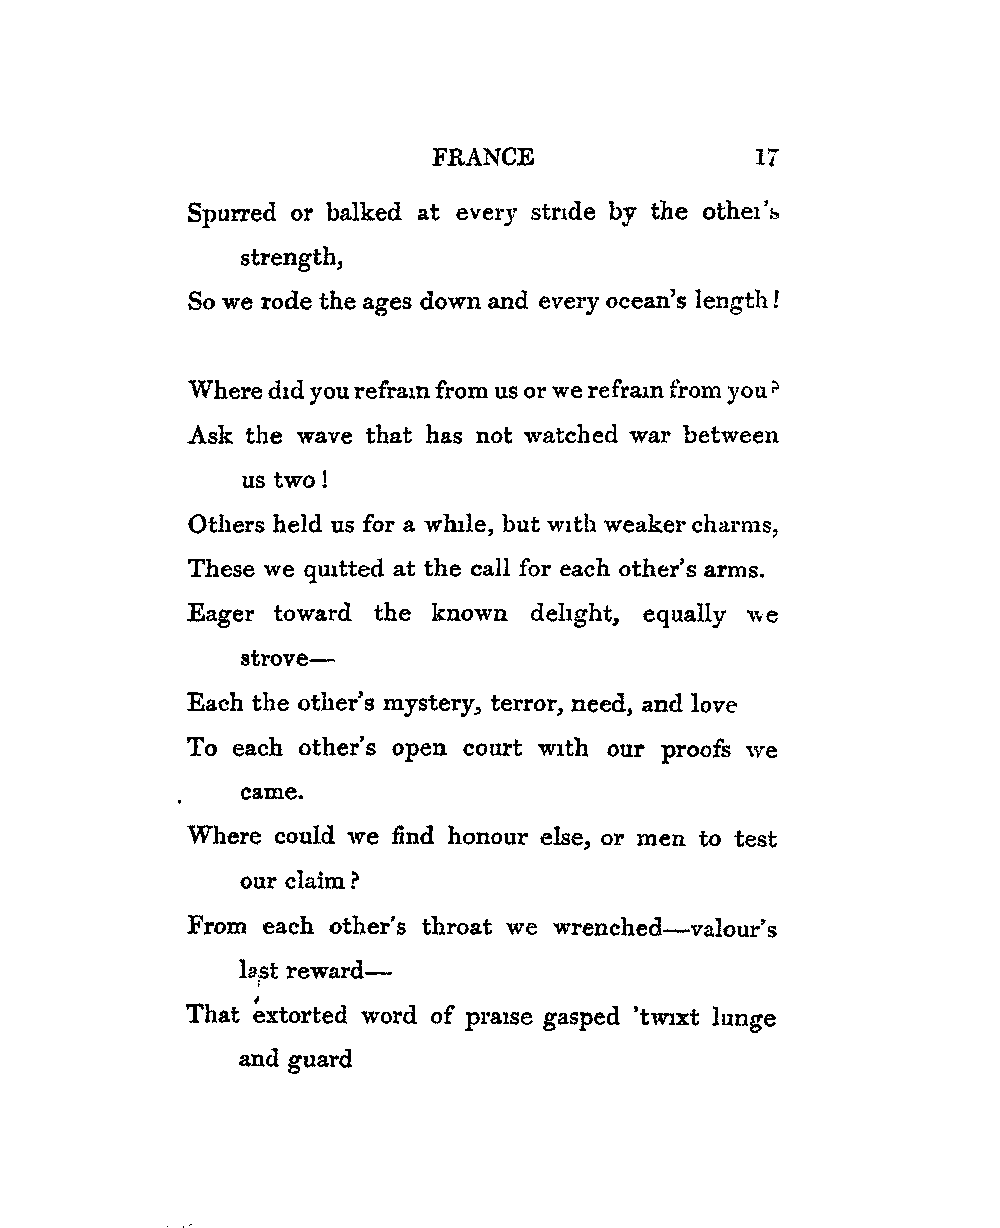 FRANCE 17
Spurred or balked at every stride by the other's
strength,
So we rode the ages down and every ocean's length!
Where did you refrain from us or we refrain from you?
Ask the wave that has not watched war between
us two!
Others held us for a while, but with weaker charms,
These we quitted at the call for each other's arms.
Eager toward the known delight, equally we
strove—
Each the other's mystery, terror, need, and love
To each other's open court with our proofs we
came.
Where could we find honour else, or men to test
our claim?
From each other's throat we wrenched—valour's
last reward—
That extorted word of praise gasped 'twixt lunge
and guard